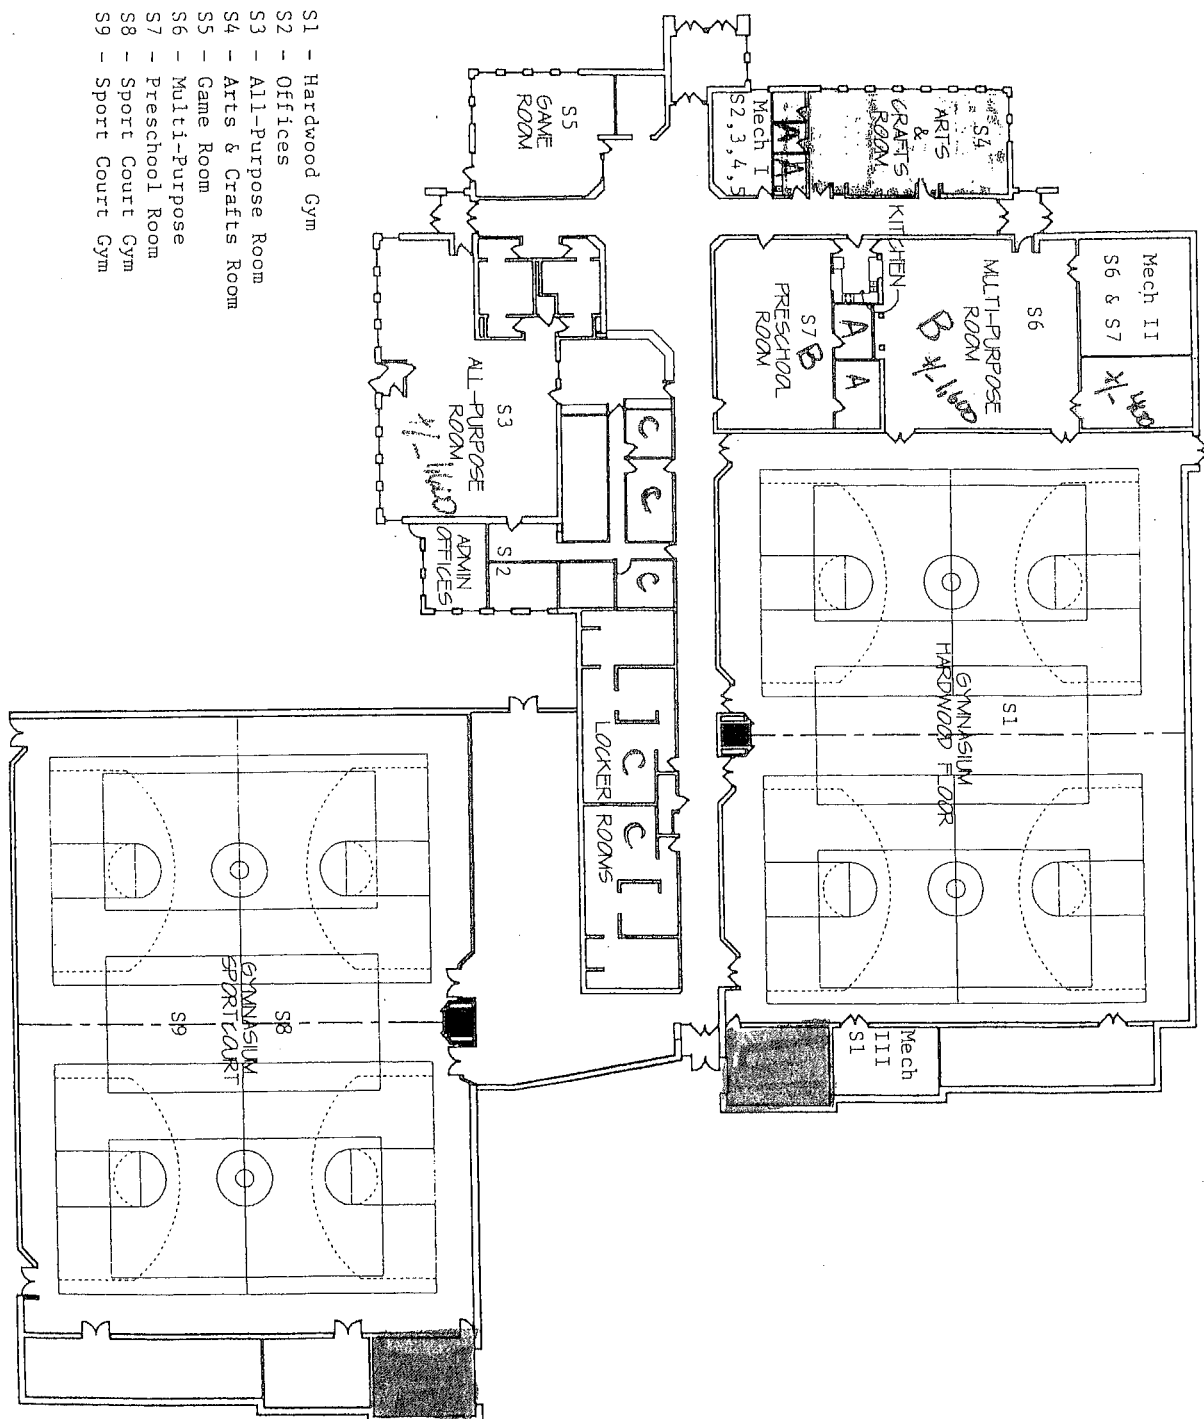 S1 - Hardwood Gym
S2 - Offices
S3 - All-Purpose Room
S4 - Arts & Crafts Room
S5 - Game Room
S6 - Multi-Purpose
S7 - Preschool Room
S8 - Sport Court Gym
S9 - Sport Court Gym
Mech II
S6 & S7
+/- 400
S6
MULTI-PURPOSE
ROOM
B +/- 1,600
KITCHEN
A
A
S7
B
PRESCHOOL
ROOM
S4
ARTS
&
CRAFTS
ROOM
A
A
Mech I
S2,3,4,5
S5
GAME
ROOM
S3
ALL-PURPOSE
ROOM
C
C
C
S2
ADMIN
OFFICES
C
C
LOCKER ROOMS
S1
GYMNASIUM
HARDWOOD FLOOR
Mech
III
S1
S8
GYMNASIUM
SPORTCOURT
S9